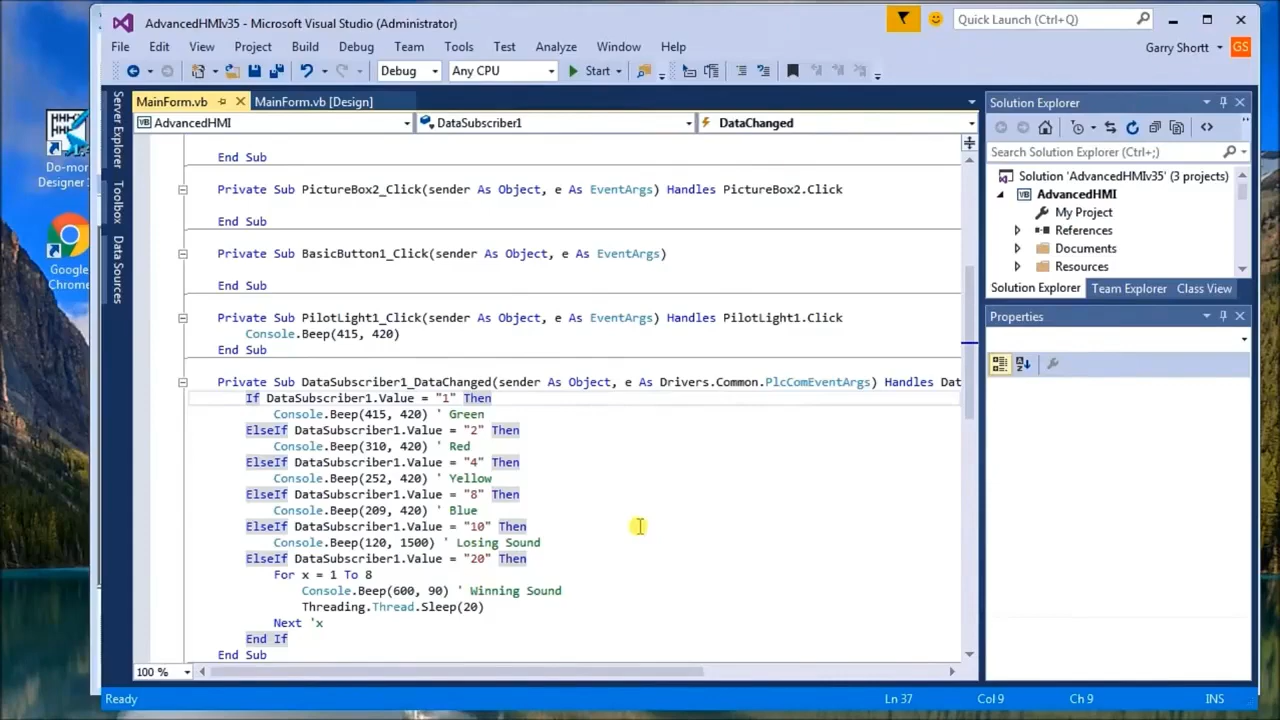 AdvancedHMIv35 - Microsoft Visual Studio (Administrator)
Quick Launch (Ctrl+Q)
File Edit View Project Build Debug Team Tools Test Analyze Window Help
Garry Shortt GS
Debug Any CPU Start
Server Explorer
Toolbox
Data Sources
MainForm.vb MainForm.vb [Design]
AdvancedHMI DataSubscriber1 DataChanged
End Sub
Private Sub PictureBox2_Click(sender As Object, e As EventArgs) Handles PictureBox2.Click
End Sub
Private Sub BasicButton1_Click(sender As Object, e As EventArgs)
End Sub
Private Sub PilotLight1_Click(sender As Object, e As EventArgs) Handles PilotLight1.Click
Console.Beep(415, 420)
End Sub
Private Sub DataSubscriber1_DataChanged(sender As Object, e As Drivers.Common.PlcComEventArgs) Handles Dat
If DataSubscriber1.Value = "1" Then
Console.Beep(415, 420) ' Green
ElseIf DataSubscriber1.Value = "2" Then
Console.Beep(310, 420) ' Red
ElseIf DataSubscriber1.Value = "4" Then
Console.Beep(252, 420) ' Yellow
ElseIf DataSubscriber1.Value = "8" Then
Console.Beep(209, 420) ' Blue
ElseIf DataSubscriber1.Value = "10" Then
Console.Beep(120, 1500) ' Losing Sound
ElseIf DataSubscriber1.Value = "20" Then
For x = 1 To 8
Console.Beep(600, 90) ' Winning Sound
Threading.Thread.Sleep(20)
Next 'x
End If
End Sub
100 %
Solution Explorer
Search Solution Explorer (Ctrl+;)
Solution 'AdvancedHMIv35' (3 projects)
VB AdvancedHMI
My Project
References
Documents
Resources
Solution Explorer Team Explorer Class View
Properties
Ready Ln 37 Col 9 Ch 9 INS
Do-more
Designer
Google
Chrome